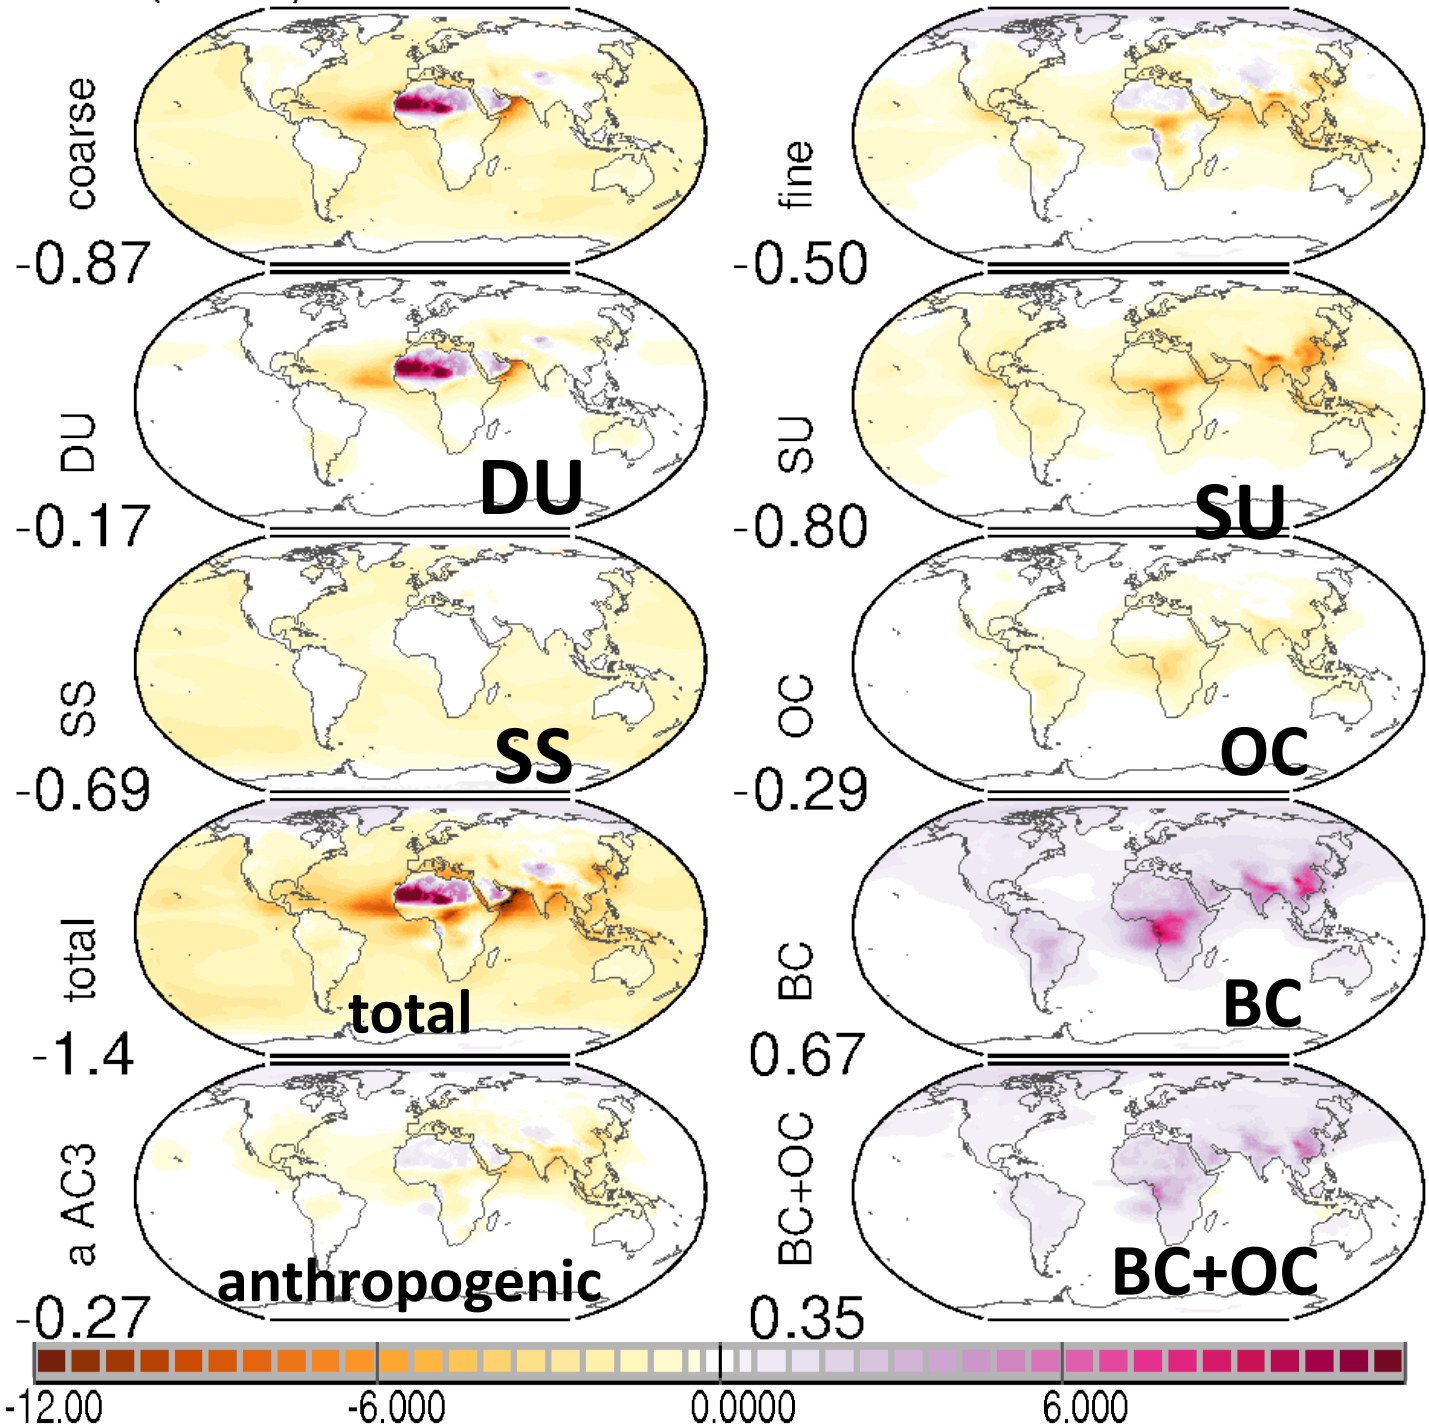 coarse
-0.87
fine
-0.50
DU
DU
-0.17
SU
SU
-0.80
SS
SS
-0.69
OC
OC
-0.29
total
total
-1.4
BC
BC
0.67
a AC3
anthropogenic
-0.27
BC+OC
BC+OC
0.35
-12.00 -6.000 0.0000 6.000